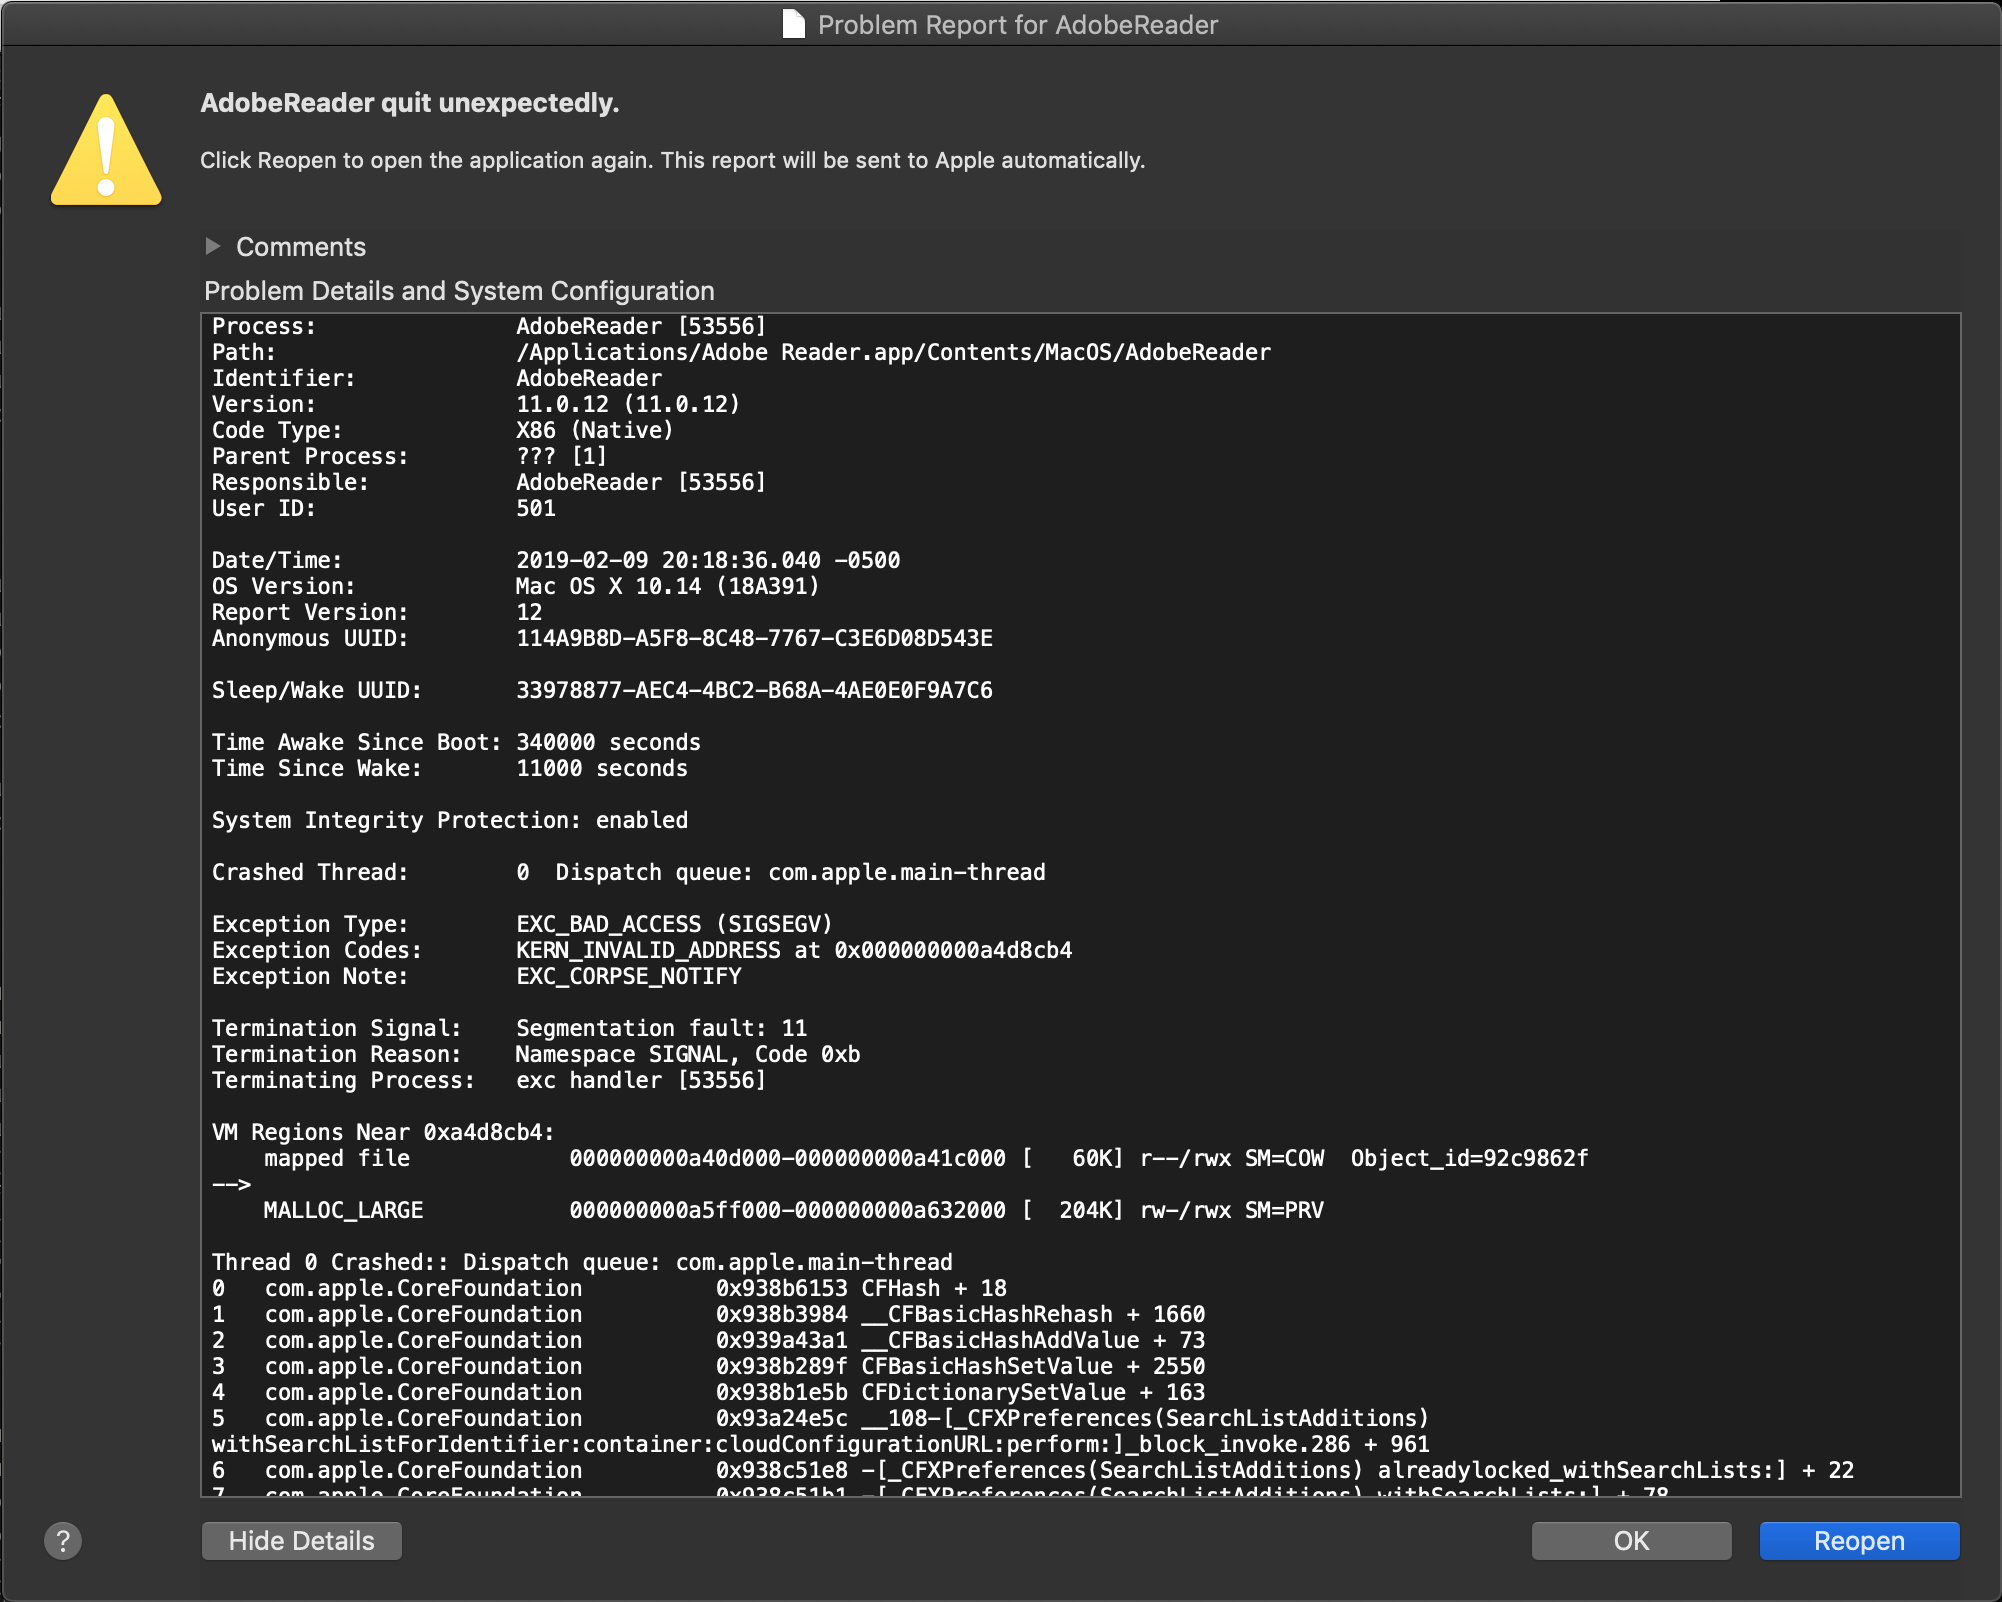 Problem Report for AdobeReader
AdobeReader quit unexpectedly.
Click Reopen to open the application again. This report will be sent to Apple automatically.
Comments
Problem Details and System Configuration
Process: AdobeReader [53556]
Path: /Applications/Adobe Reader.app/Contents/MacOS/AdobeReader
Identifier: AdobeReader
Version: 11.0.12 (11.0.12)
Code Type: X86 (Native)
Parent Process: ??? [1]
Responsible: AdobeReader [53556]
User ID: 501
Date/Time: 2019-02-09 20:18:36.040 -0500
OS Version: Mac OS X 10.14 (18A391)
Report Version: 12
Anonymous UUID: 114A9B8D-A5F8-8C48-7767-C3E6D08D543E
Sleep/Wake UUID: 33978877-AEC4-4BC2-B68A-4AE0E0F9A7C6
Time Awake Since Boot: 340000 seconds
Time Since Wake: 11000 seconds
System Integrity Protection: enabled
Crashed Thread: 0 Dispatch queue: com.apple.main-thread
Exception Type: EXC_BAD_ACCESS (SIGSEGV)
Exception Codes: KERN_INVALID_ADDRESS at 0x000000000a4d8cb4
Exception Note: EXC_CORPSE_NOTIFY
Termination Signal: Segmentation fault: 11
Termination Reason: Namespace SIGNAL, Code 0xb
Terminating Process: exc handler [53556]
VM Regions Near 0xa4d8cb4:
mapped file 000000000a40d000-000000000a41c000 [ 60K] r--/rwx SM=COW Object_id=92c9862f
-->
MALLOC_LARGE 000000000a5ff000-000000000a632000 [ 204K] rw-/rwx SM=PRV
Thread 0 Crashed:: Dispatch queue: com.apple.main-thread
0 com.apple.CoreFoundation 0x938b6153 CFHash + 18
1 com.apple.CoreFoundation 0x938b3984 __CFBasicHashRehash + 1660
2 com.apple.CoreFoundation 0x939a43a1 __CFBasicHashAddValue + 73
3 com.apple.CoreFoundation 0x938b289f CFBasicHashSetValue + 2550
4 com.apple.CoreFoundation 0x938b1e5b CFDictionarySetValue + 163
5 com.apple.CoreFoundation 0x93a24e5c __108-[_CFXPreferences(SearchListAdditions)
withSearchListForIdentifier:container:cloudConfigurationURL:perform:]_block_invoke.286 + 961
6 com.apple.CoreFoundation 0x938c51e8 -[_CFXPreferences(SearchListAdditions) alreadylocked_withSearchLists:] + 22
7 com.apple.CoreFoundation 0x938c51b1 -[_CFXPreferences(SearchListAdditions) withSearchLists:] + 78
?
Hide Details
OK
Reopen